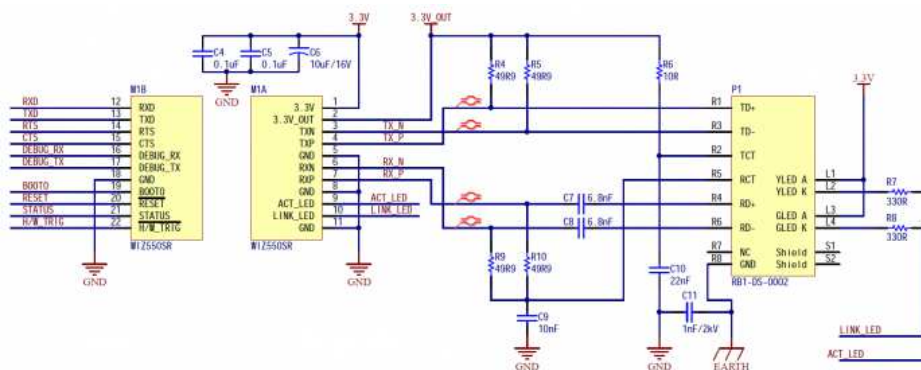 3.3V
3.3V_OUT
C4
0.1uF
C5
0.1uF
C6
10uF/16V
GND
R4
49R9
R5
49R9
R6
10R
M1B
RXD 12 RXD
TXD 13 TXD
RTS 14 RTS
CTS 15 CTS
DEBUG_RX 16 DEBUG_RX
DEBUG_TX 17 DEBUG_TX
18 GND
BOOT0 19 BOOT0
RESET 20 RESET
STATUS 21 STATUS
H/W_TRIG 22 H/W_TRIG
WIZ550SR
GND
M1A
3.3V 1
3.3V_OUT 2
TXN 3 TX_N
TXP 4 TX_P
GND 5
RXN 6 RX_N
RXP 7 RX_P
GND 8
ACT_LED 9 ACT_LED
LINK_LED 10 LINK_LED
GND 11
WIZ550SR
GND
C7 6.8nF
C8 6.8nF
R9
49R9
R10
49R9
C9
10nF
GND
C10
22nF
C11
1nF/2kV
GND
EARTH
P1
3.3V
R1 TD+
R3 TD-
R2 TCT
R5 RCT
R4 RD+
R6 RD-
R7 NC
R8 GND
YLED A L1
YLED K L2
GLED A L3
GLED K L4
Shield S1
Shield S2
RB1-DS-0002
R7
330R
R8
330R
LINK_LED
ACT_LED